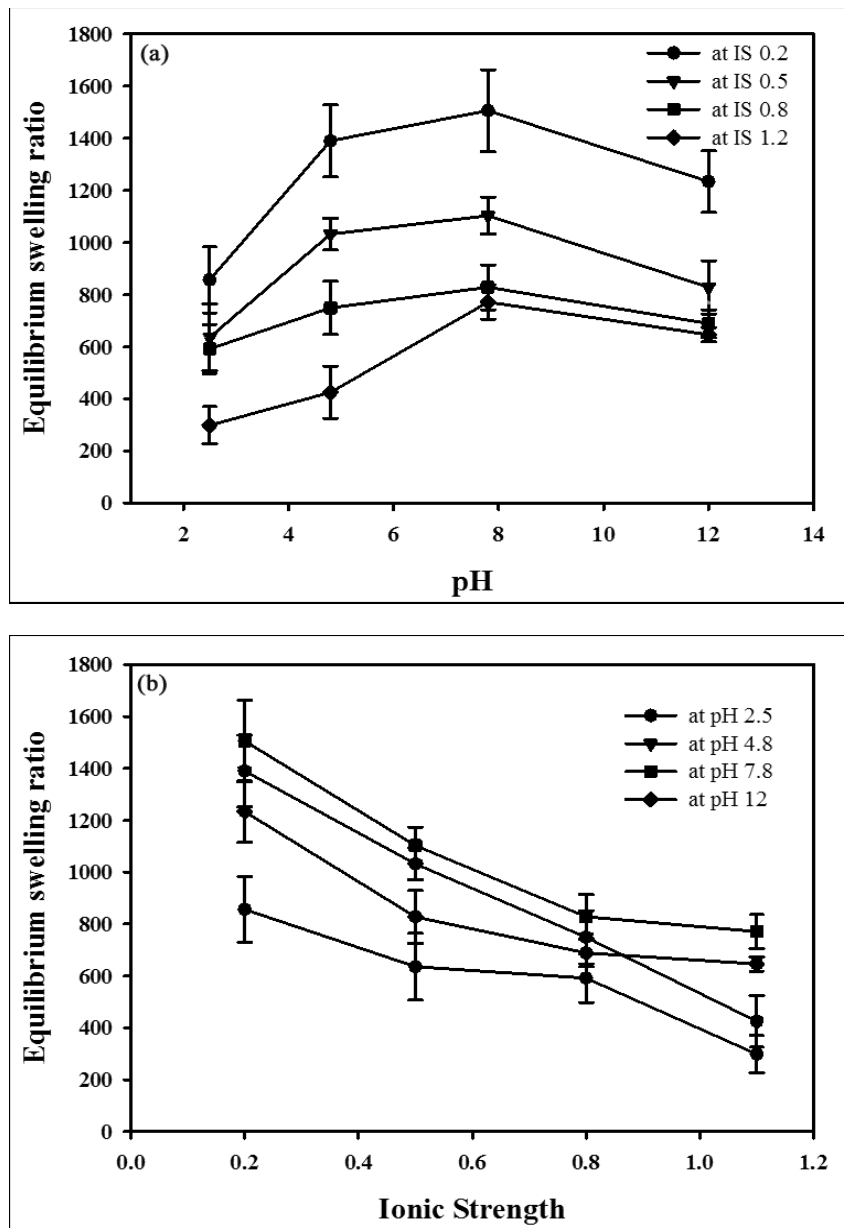 (a)
1800
1600
1400
1200
1000
800
600
400
200
0
Equilibrium swelling ratio
at IS 0.2
at IS 0.5
at IS 0.8
at IS 1.2
2 4 6 8 10 12 14
pH
(b)
1800
1600
1400
1200
1000
800
600
400
200
0
Equilibrium swelling ratio
at pH 2.5
at pH 4.8
at pH 7.8
at pH 12
0.0 0.2 0.4 0.6 0.8 1.0 1.2
Ionic Strength